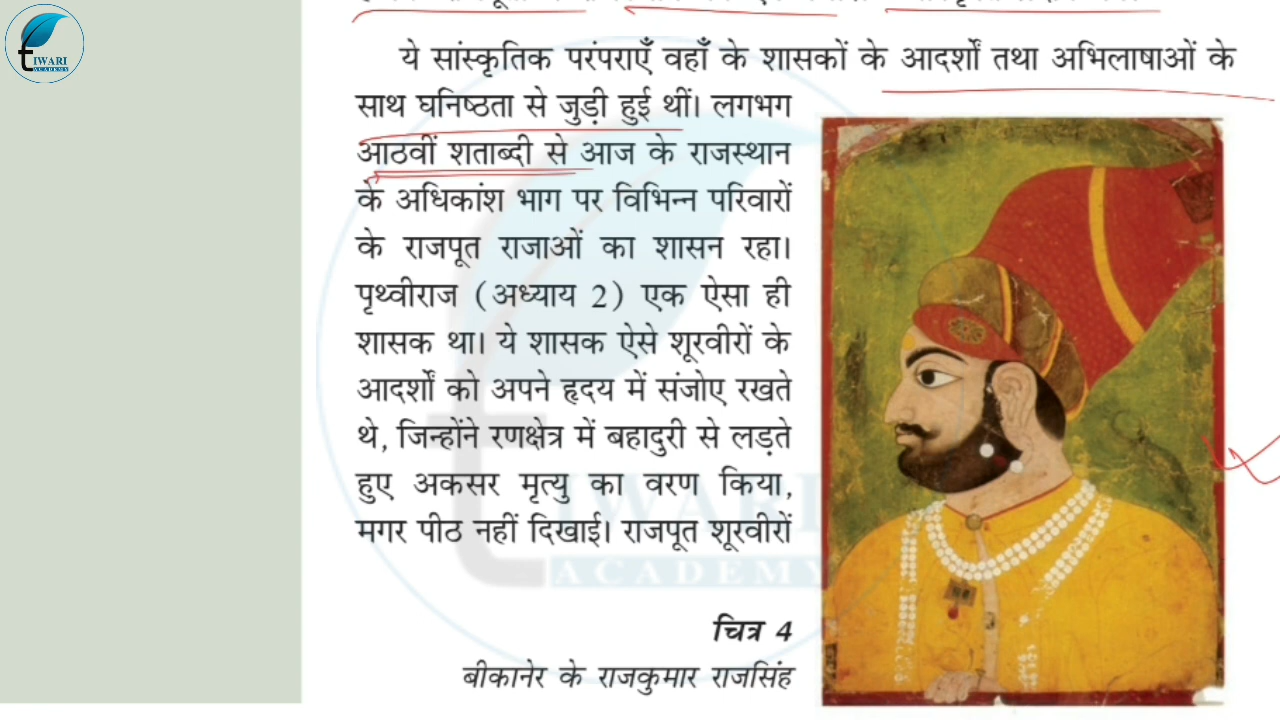 TIWARI
ACADEMY
ये सांस्कृतिक परंपराएँ वहाँ के शासकों के आदर्शों तथा अभिलाषाओं के
साथ घनिष्ठता से जुड़ी हुई थीं। लगभग
आठवीं शताब्दी से आज के राजस्थान
के अधिकांश भाग पर विभिन्न परिवारों
के राजपूत राजाओं का शासन रहा।
पृथ्वीराज (अध्याय 2) एक ऐसा ही
शासक था। ये शासक ऐसे शूरवीरों के
आदर्शों को अपने हृदय में संजोए रखते
थे, जिन्होंने रणक्षेत्र में बहादुरी से लड़ते
हुए अकसर मृत्यु का वरण किया,
मगर पीठ नहीं दिखाई। राजपूत शूरवीरों
IWARI
ACADEMY
चित्र 4
बीकानेर के राजकुमार राजसिंह